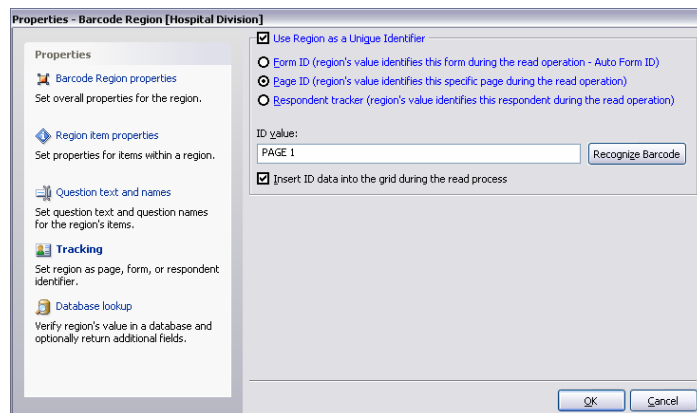 Properties - Barcode Region [Hospital Division]
Properties
Barcode Region properties
Set overall properties for the region.
Region item properties
Set properties for items within a region.
Question text and names
Set question text and question names
for the region's items.
Tracking
Set region as page, form, or respondent
identifier.
Database lookup
Verify region's value in a database and
optionally return additional fields.
Use Region as a Unique Identifier
Form ID (region's value identifies this form during the read operation - Auto Form ID)
Page ID (region's value identifies this specific page during the read operation)
Respondent tracker (region's value identifies this respondent during the read operation)
ID value:
PAGE 1
Recognize Barcode
Insert ID data into the grid during the read process
OK
Cancel